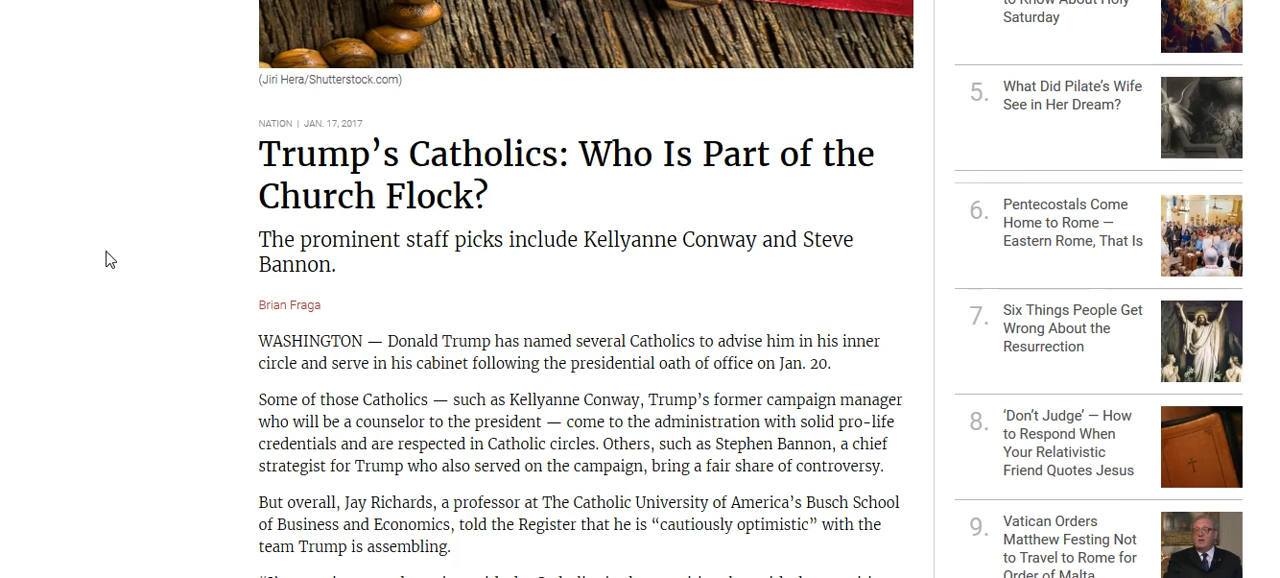 (Jiri Hera/Shutterstock.com)
NATION | JAN. 17, 2017
Trump’s Catholics: Who Is Part of the
Church Flock?
The prominent staff picks include Kellyanne Conway and Steve
Bannon.
Brian Fraga
WASHINGTON — Donald Trump has named several Catholics to advise him in his inner
circle and serve in his cabinet following the presidential oath of office on Jan. 20.
Some of those Catholics — such as Kellyanne Conway, Trump’s former campaign manager
who will be a counselor to the president — come to the administration with solid pro-life
credentials and are respected in Catholic circles. Others, such as Stephen Bannon, a chief
strategist for Trump who also served on the campaign, bring a fair share of controversy.
But overall, Jay Richards, a professor at The Catholic University of America’s Busch School
of Business and Economics, told the Register that he is “cautiously optimistic” with the
team Trump is assembling.
to Know About Holy
Saturday
5.
What Did Pilate’s Wife
See in Her Dream?
6.
Pentecostals Come
Home to Rome —
Eastern Rome, That Is
7.
Six Things People Get
Wrong About the
Resurrection
8.
‘Don’t Judge’ — How
to Respond When
Your Relativistic
Friend Quotes Jesus
9.
Vatican Orders
Matthew Festing Not
to Travel to Rome for
Order of Malta